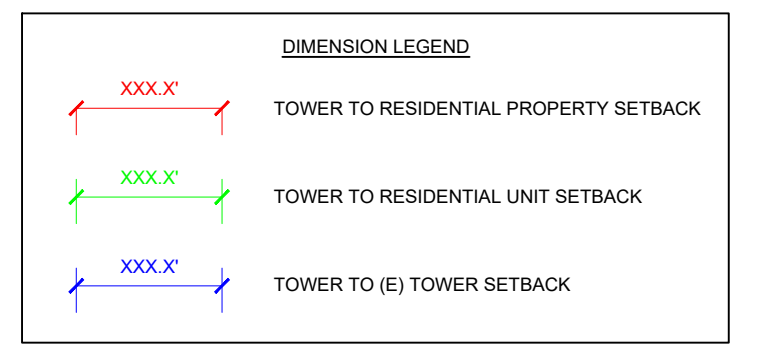 DIMENSION LEGEND
XXX.X'
TOWER TO RESIDENTIAL PROPERTY SETBACK
XXX.X'
TOWER TO RESIDENTIAL UNIT SETBACK
XXX.X'
TOWER TO (E) TOWER SETBACK